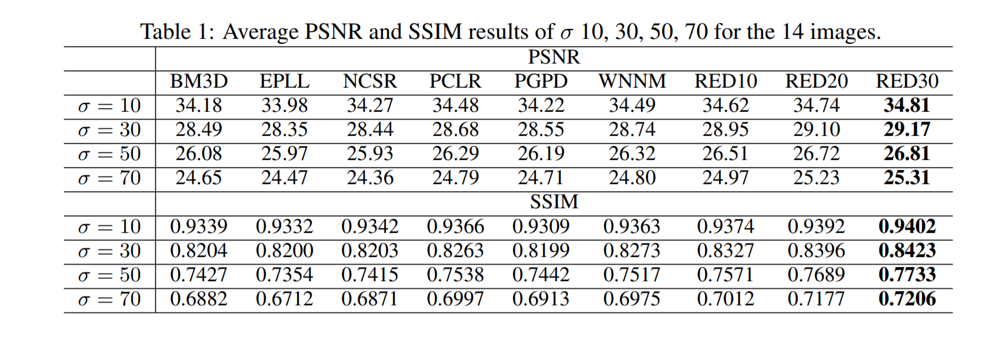 Table 1: Average PSNR and SSIM results of σ 10, 30, 50, 70 for the 14 images.
PSNR
BM3D EPLL NCSR PCLR PGPD WNNM RED10 RED20 RED30
σ = 10 34.18 33.98 34.27 34.48 34.22 34.49 34.62 34.74 34.81
σ = 30 28.49 28.35 28.44 28.68 28.55 28.74 28.95 29.10 29.17
σ = 50 26.08 25.97 25.93 26.29 26.19 26.32 26.51 26.72 26.81
σ = 70 24.65 24.47 24.36 24.79 24.71 24.80 24.97 25.23 25.31
SSIM
σ = 10 0.9339 0.9332 0.9342 0.9366 0.9309 0.9363 0.9374 0.9392 0.9402
σ = 30 0.8204 0.8200 0.8203 0.8263 0.8199 0.8273 0.8327 0.8396 0.8423
σ = 50 0.7427 0.7354 0.7415 0.7538 0.7442 0.7517 0.7571 0.7689 0.7733
σ = 70 0.6882 0.6712 0.6871 0.6997 0.6913 0.6975 0.7012 0.7177 0.7206